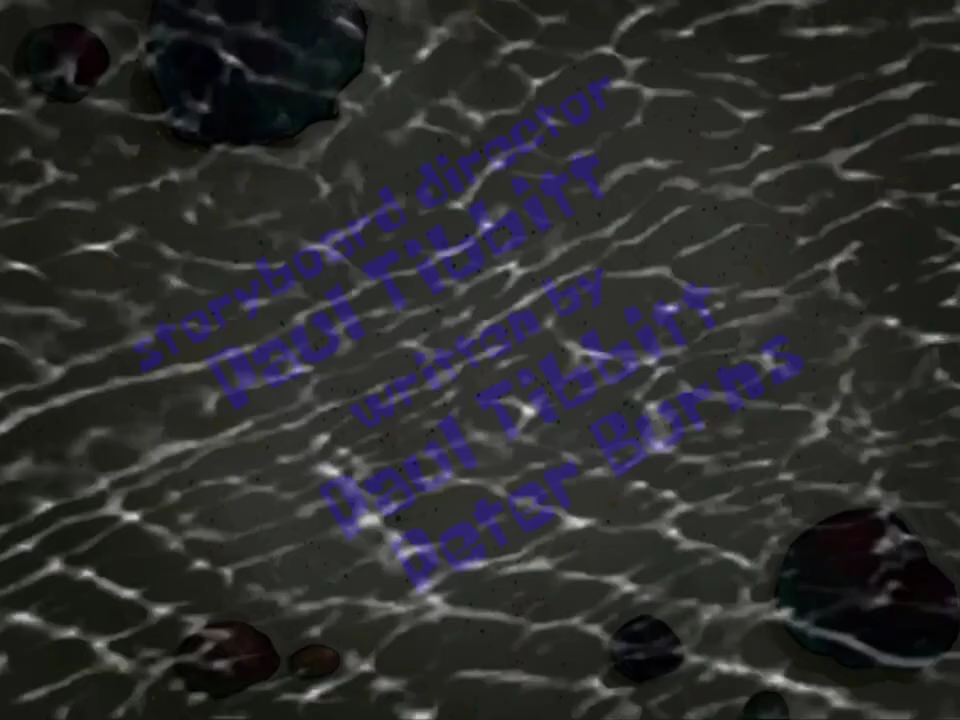 storyboard director
Paul Tibbitt
written by
Paul Tibbitt
Peter Burns